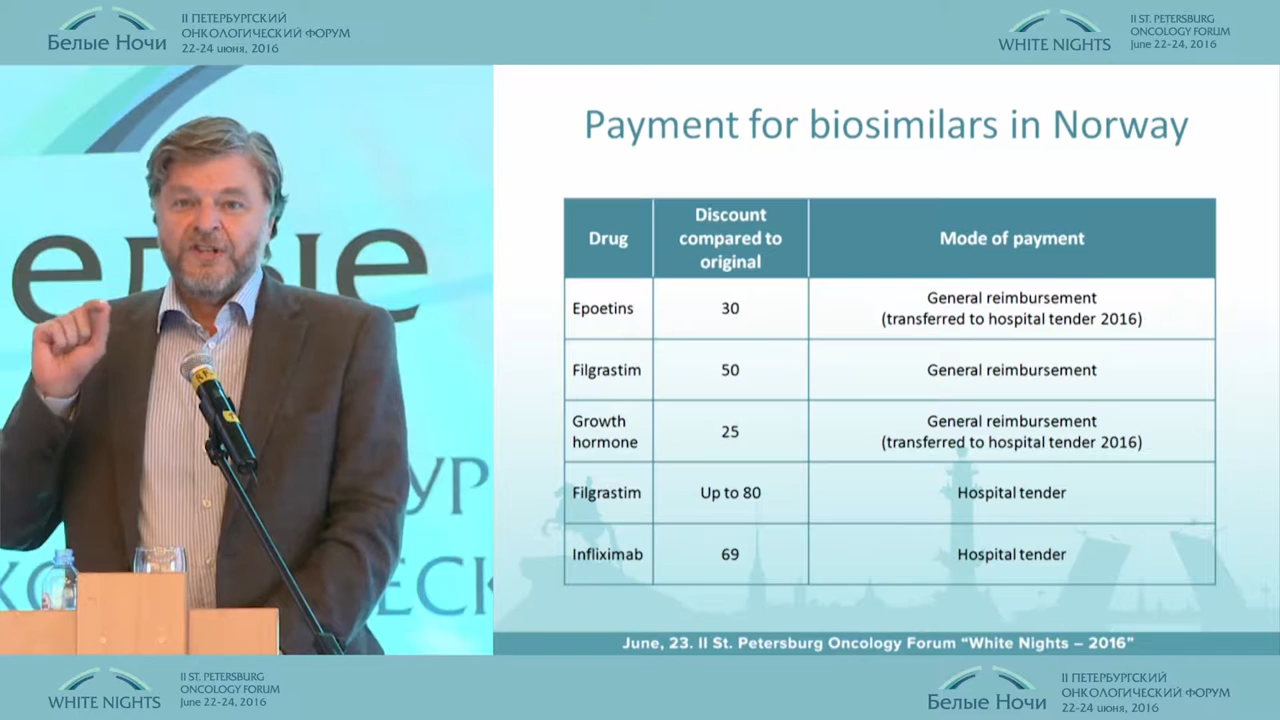 Белые Ночи
II ПЕТЕРБУРГСКИЙ
ОНКОЛОГИЧЕСКИЙ ФОРУМ
22-24 июня, 2016
WHITE NIGHTS
II ST. PETERSBURG
ONCOLOGY FORUM
June 22-24, 2016
Payment for biosimilars in Norway
Drug
Discount
compared to
original
Mode of payment
Epoetins
30
General reimbursement
(transferred to hospital tender 2016)
Filgrastim
50
General reimbursement
Growth
hormone
25
General reimbursement
(transferred to hospital tender 2016)
Filgrastim
Up to 80
Hospital tender
Infliximab
69
Hospital tender
June, 23. II St. Petersburg Oncology Forum “White Nights – 2016”
WHITE NIGHTS
II ST. PETERSBURG
ONCOLOGY FORUM
June 22-24, 2016
Белые Ночи
II ПЕТЕРБУРГСКИЙ
ОНКОЛОГИЧЕСКИЙ ФОРУМ
22-24 июня, 2016